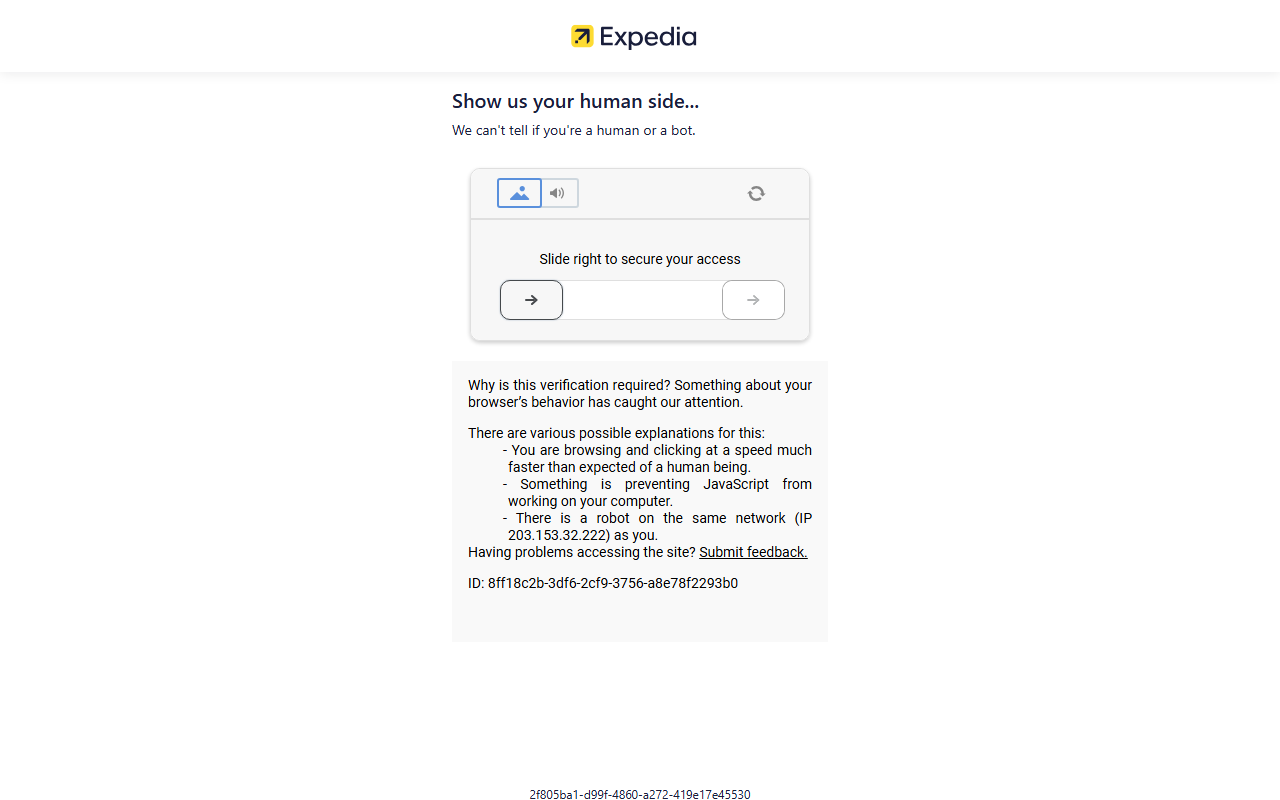 Expedia
Show us your human side...
We can't tell if you're a human or a bot.
Slide right to secure your access
Why is this verification required? Something about your
browser's behavior has caught our attention.
There are various possible explanations for this:
- You are browsing and clicking at a speed much
faster than expected of a human being.
- Something is preventing JavaScript from
working on your computer.
- There is a robot on the same network (IP
203.153.32.222) as you.
Having problems accessing the site? Submit feedback.
ID: 8ff18c2b-3df6-2cf9-3756-a8e78f2293b0
2f805ba1-d99f-4860-a272-419e17e45530